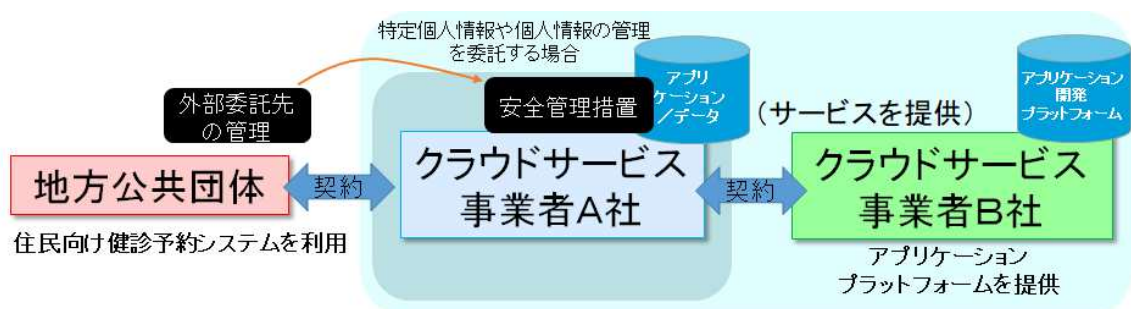 特定個人情報や個人情報の管理
を委託する場合
外部委託先
の管理
安全管理措置
アプリ
ケーション
／データ
（サービスを提供）
アプリケーション
開発
プラットフォーム
地方公共団体
契約
クラウドサービス
事業者A社
契約
クラウドサービス
事業者B社
住民向け健診予約システムを利用
アプリケーション
プラットフォームを提供